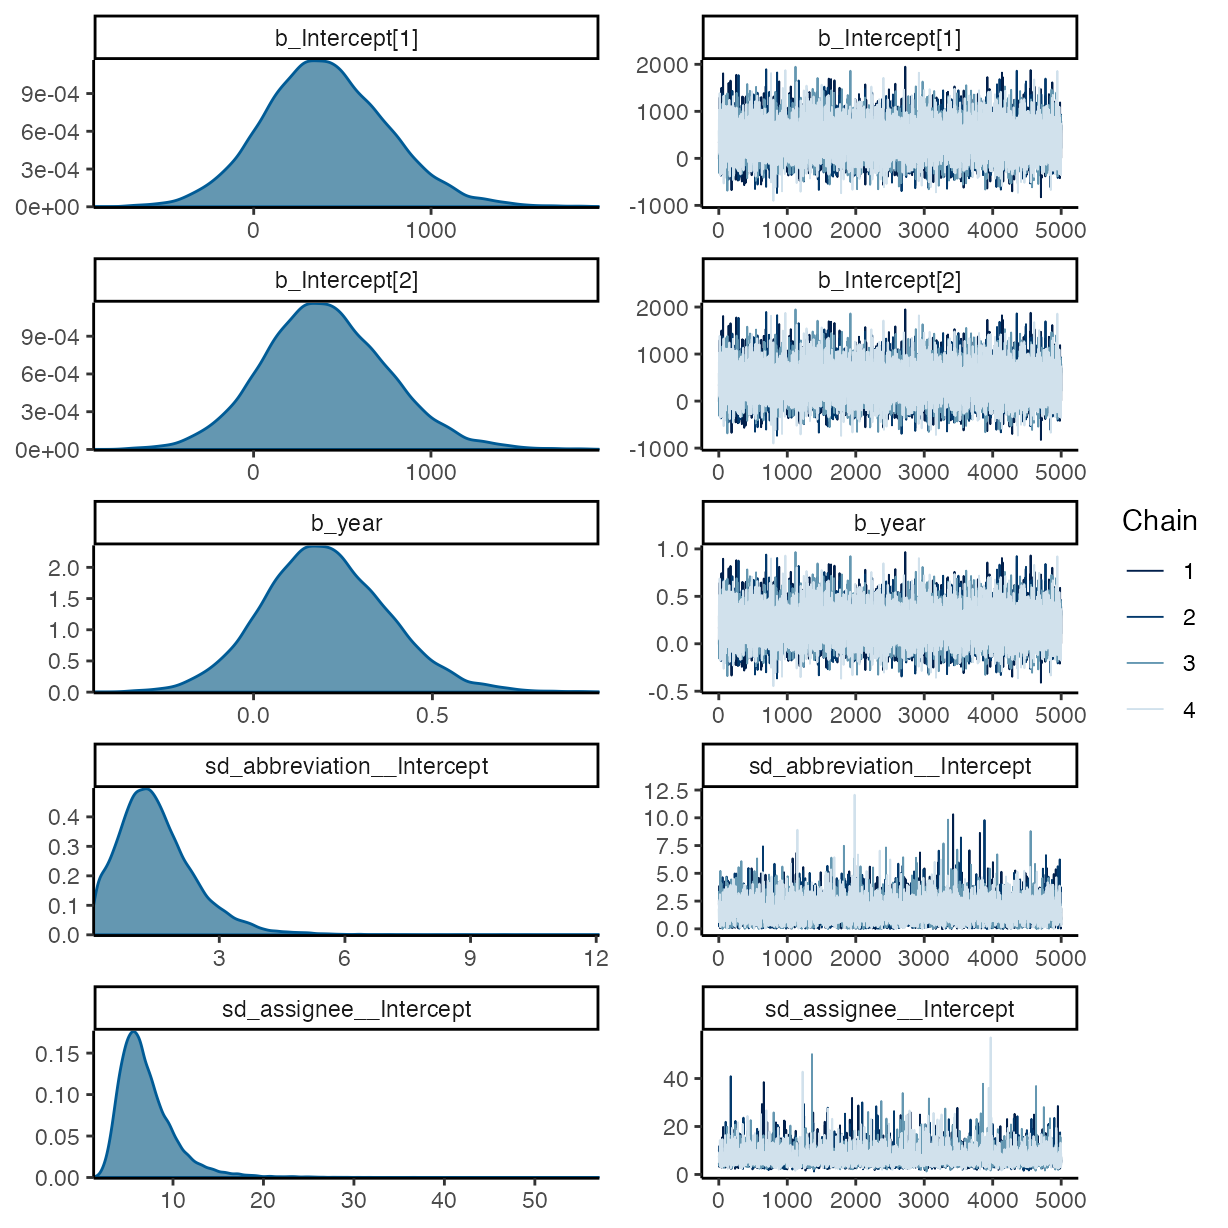 b_Intercept[1]
9e-04
6e-04
3e-04
0e+00
0 1000
b_Intercept[1]
2000
1000
0
-1000
0 1000 2000 3000 4000 5000
b_Intercept[2]
9e-04
6e-04
3e-04
0e+00
0 1000
b_Intercept[2]
2000
1000
0
-1000
0 1000 2000 3000 4000 5000
b_year
2.0
1.5
1.0
0.5
0.0
0.0 0.5
b_year
1.0
0.5
0.0
-0.5
0 1000 2000 3000 4000 5000
sd_abbreviation__Intercept
0.4
0.3
0.2
0.1
0.0
3 6 9 12
sd_abbreviation__Intercept
12.5
10.0
7.5
5.0
2.5
0.0
0 1000 2000 3000 4000 5000
sd_assignee__Intercept
0.15
0.10
0.05
0.00
10 20 30 40 50
sd_assignee__Intercept
40
20
0
0 1000 2000 3000 4000 5000
Chain
1
2
3
4